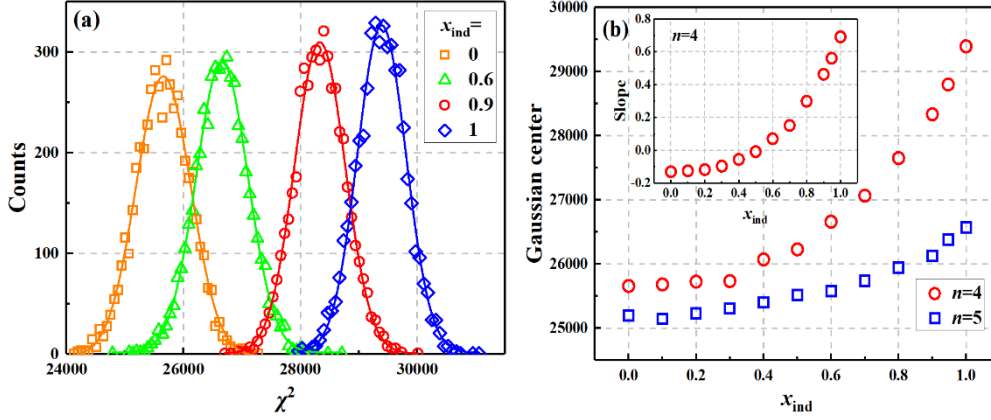 (a)
x_ind=
0
0.6
0.9
1
300
200
100
0
Counts
24000 26000 28000 30000
χ²
(b)
30000
29000
28000
27000
26000
25000
Gaussian center
n=4
0.8
0.6
0.4
0.2
0.0
-0.2
Slope
0.0 0.2 0.4 0.6 0.8 1.0
x_ind
n=4
n=5
0.0 0.2 0.4 0.6 0.8 1.0
x_ind